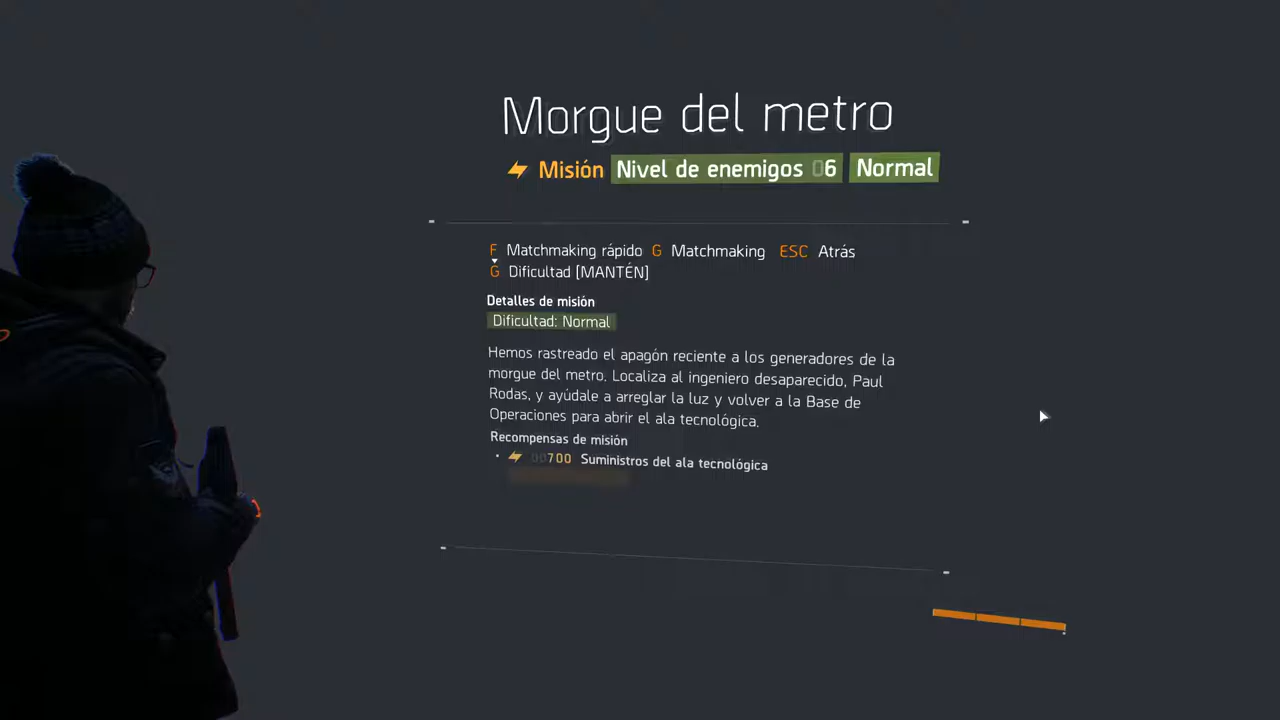 Morgue del metro
Misión Nivel de enemigos 06 Normal
F Matchmaking rápido G Matchmaking ESC Atrás
G Dificultad [MANTÉN]
Detalles de misión
Dificultad: Normal
Hemos rastreado el apagón reciente a los generadores de la
morgue del metro. Localiza al ingeniero desaparecido, Paul
Rodas, y ayúdale a arreglar la luz y volver a la Base de
Operaciones para abrir el ala tecnológica.
Recompensas de misión
• 00700 Suministros del ala tecnológica